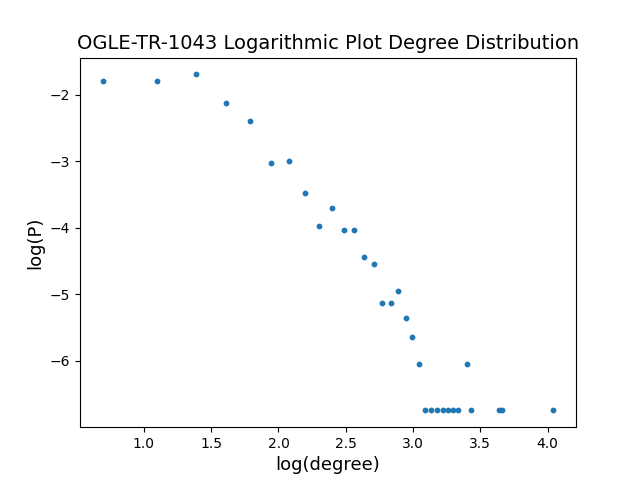 OGLE-TR-1043 Logarithmic Plot Degree Distribution
log(P)
−2
−3
−4
−5
−6
1.0 1.5 2.0 2.5 3.0 3.5 4.0
log(degree)